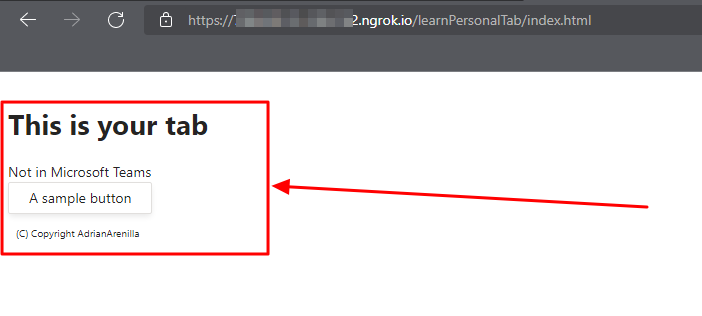 https://2.ngrok.io/learnPersonalTab/index.html
This is your tab
Not in Microsoft Teams
A sample button
(C) Copyright AdrianArenilla